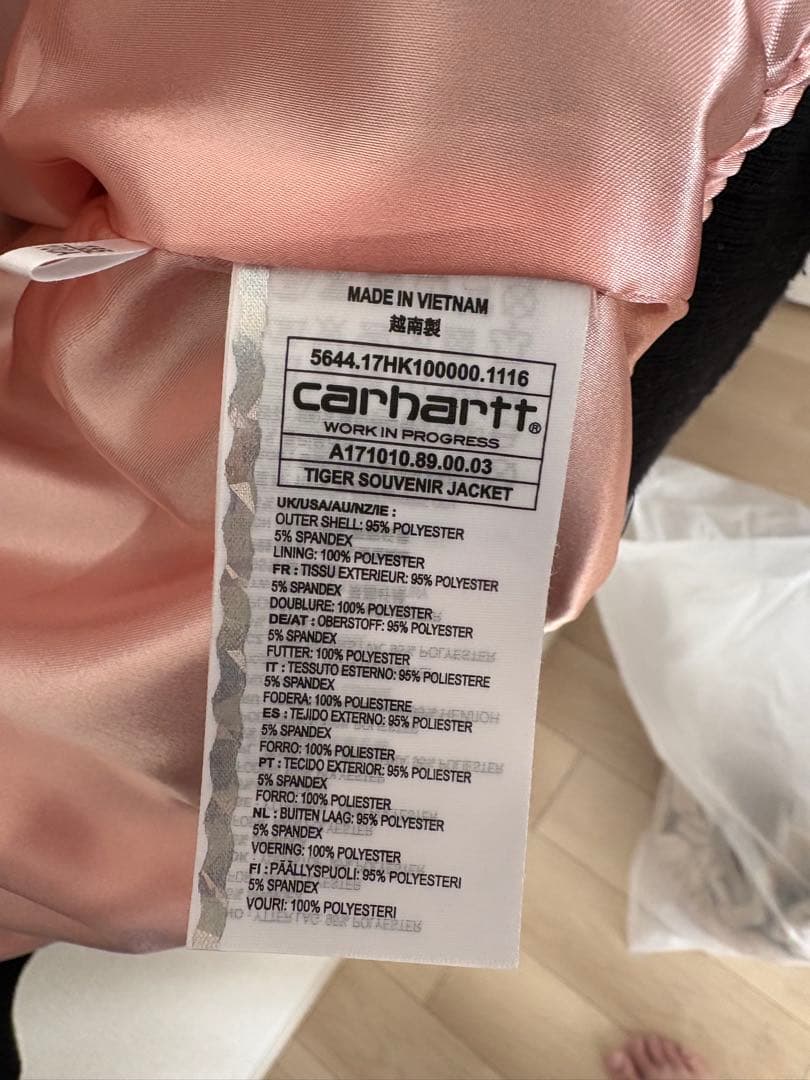 MADE IN VIETNAM
越南製
5644.17HK100000.1116
carhartt®
WORK IN PROGRESS
A171010.89.00.03
TIGER SOUVENIR JACKET
UK/USA/AU/NZ/IE :
OUTER SHELL: 95% POLYESTER
5% SPANDEX
LINING: 100% POLYESTER
FR : TISSU EXTERIEUR: 95% POLYESTER
5% SPANDEX
DOUBLURE: 100% POLYESTER
DE/AT : OBERSTOFF: 95% POLYESTER
5% SPANDEX
FUTTER: 100% POLYESTER
IT : TESSUTO ESTERNO: 95% POLIESTERE
5% SPANDEX
FODERA: 100% POLIESTERE
ES : TEJIDO EXTERNO: 95% POLIESTER
5% SPANDEX
FORRO: 100% POLIESTER
PT : TECIDO EXTERIOR: 95% POLIESTER
5% SPANDEX
FORRO: 100% POLIESTER
NL : BUITEN LAAG: 95% POLYESTER
5% SPANDEX
VOERING: 100% POLYESTER
FI : PÄÄLLYSPUOLI: 95% POLYESTERI
5% SPANDEX
VOURI: 100% POLYESTERI